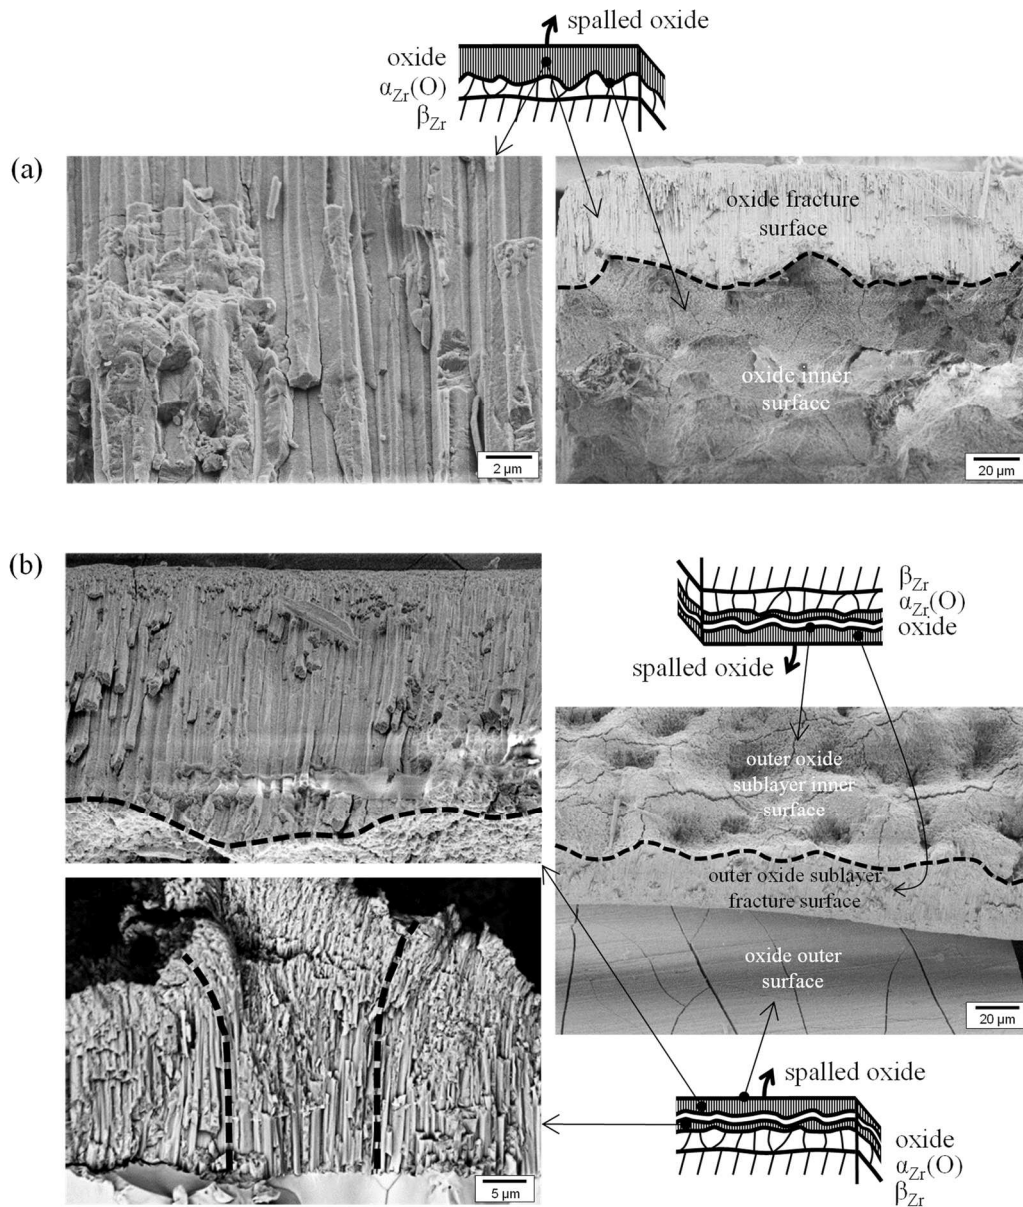 spalled oxide
oxide
αZr(O)
βZr
(a)
oxide fracture
surface
oxide inner
surface
2 µm
20 µm
(b)
βZr
αZr(O)
oxide
spalled oxide
outer oxide
sublayer inner
surface
outer oxide sublayer
fracture surface
oxide outer
surface
20 µm
spalled oxide
oxide
αZr(O)
βZr
5 µm